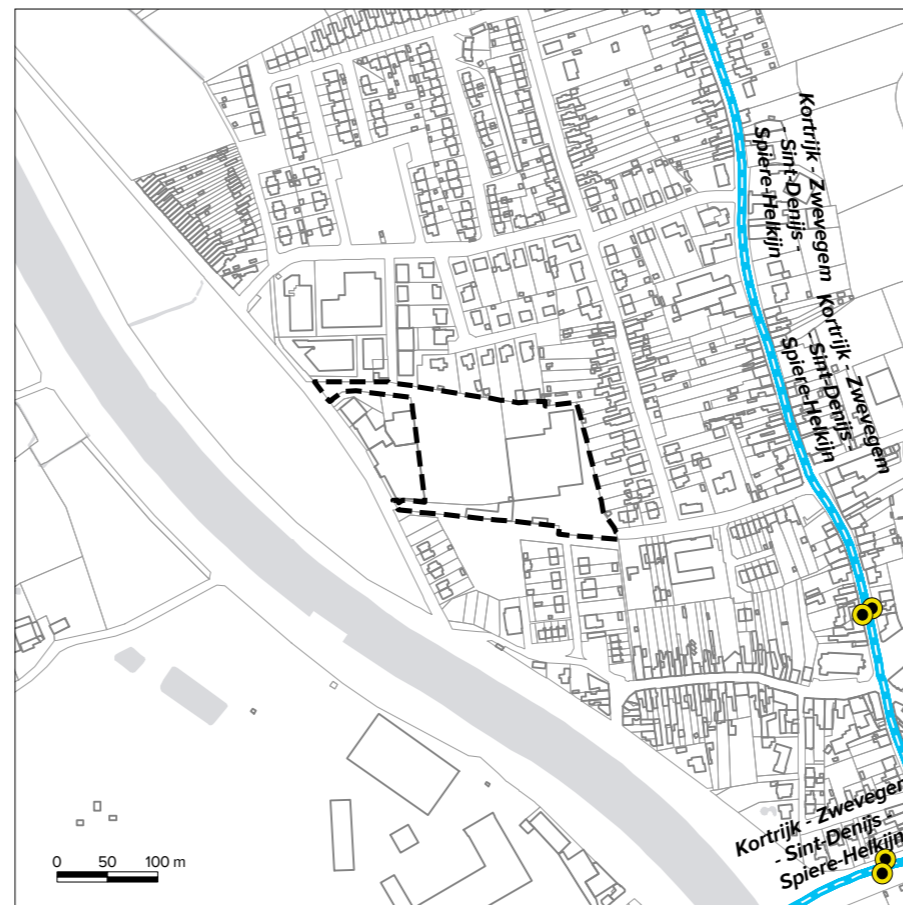 Kortrijk - Zwevegem
- Sint-Denijs -
Spiere-Helkijn
Kortrijk - Zwevegem
- Sint-Denijs -
Spiere-Helkijn
Kortrijk - Zwevegem
- Sint-Denijs -
Spiere-Helkijn
0 50 100 m